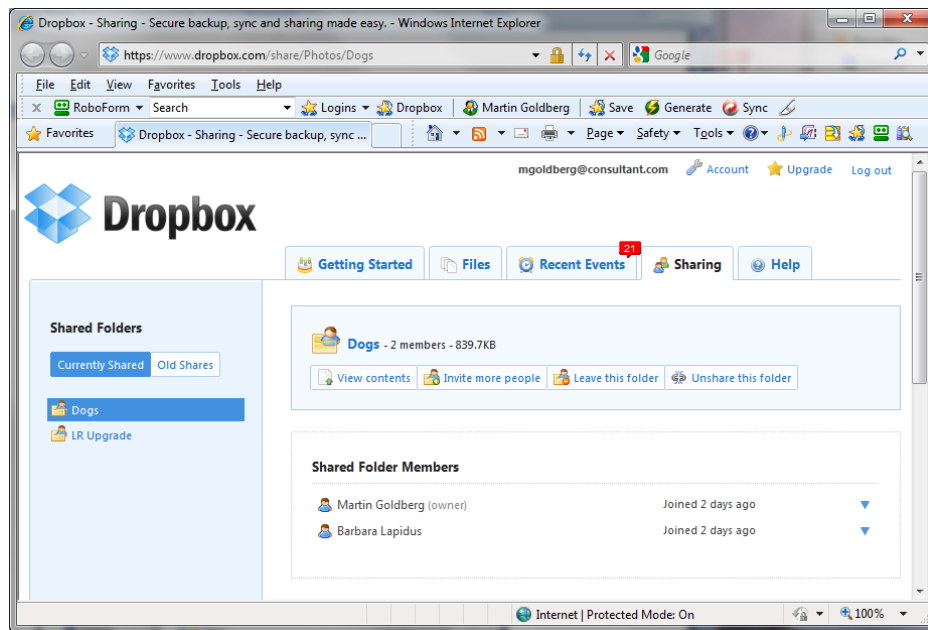 Dropbox - Sharing - Secure backup, sync and sharing made easy. - Windows Internet Explorer
https://www.dropbox.com/share/Photos/Dogs Google
File Edit View Favorites Tools Help
x RoboForm Search Logins Dropbox Martin Goldberg Save Generate Sync
Favorites Dropbox - Sharing - Secure backup, sync ... Page Safety Tools
mgoldberg@consultant.com Account Upgrade Log out
Dropbox
21
Getting Started Files Recent Events Sharing Help
Shared Folders
Currently Shared Old Shares
Dogs
LR Upgrade
Dogs - 2 members - 839.7KB
View contents Invite more people Leave this folder Unshare this folder
Shared Folder Members
Martin Goldberg (owner) Joined 2 days ago
Barbara Lapidus Joined 2 days ago
Internet | Protected Mode: On 100%